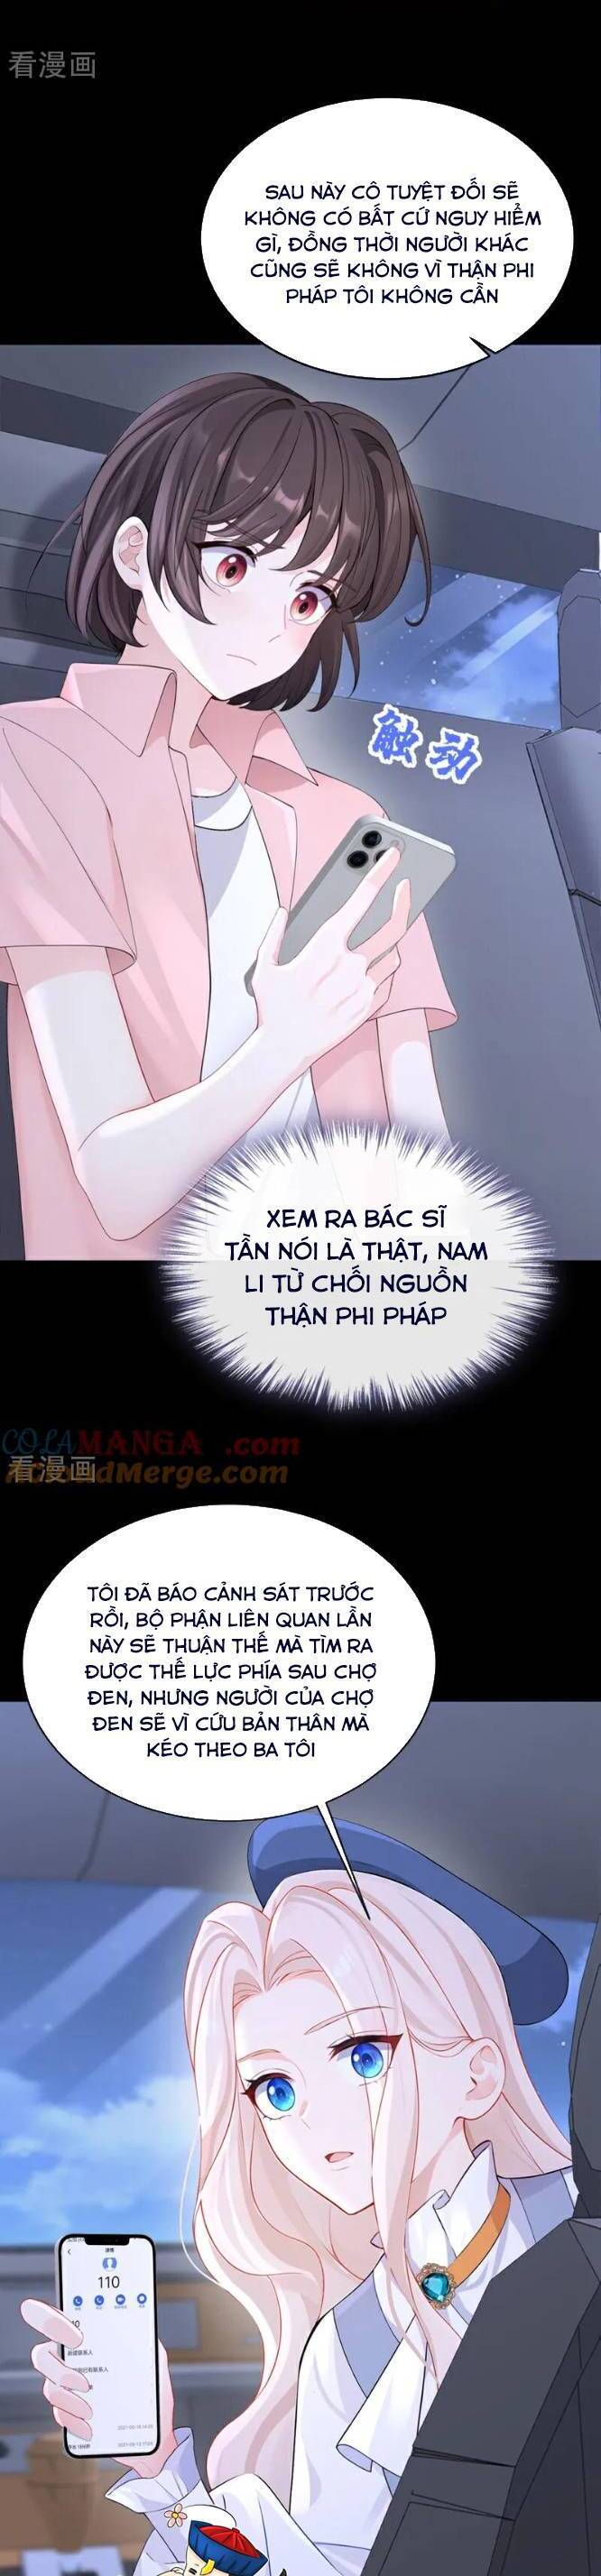 看漫画
SAU NÀY CÔ TUYỆT ĐỐI SẼ
KHÔNG CÓ BẤT CỨ NGUY HIỂM
GÌ, ĐỒNG THỜI NGƯỜI KHÁC
CŨNG SẼ KHÔNG VÌ THẬN PHI
PHÁP TÔI KHÔNG CẦN
触动
XEM RA BÁC SĨ
TẦN NÓI LÀ THẬT, NAM
LI TỪ CHỐI NGUỒN
THẬN PHI PHÁP
COLAMANGA.com
看漫画
AcloudMerge.com
TÔI ĐÃ BÁO CẢNH SÁT TRƯỚC
RỒI, BỘ PHẬN LIÊN QUAN LẦN
NÀY SẼ THUẬN THẾ MÀ TÌM RA
ĐƯỢC THẾ LỰC PHÍA SAU CHỢ
ĐEN, NHƯNG NGƯỜI CỦA CHỢ
ĐEN SẼ VÌ CỨU BẢN THÂN MÀ
KÉO THEO BA TÔI
110